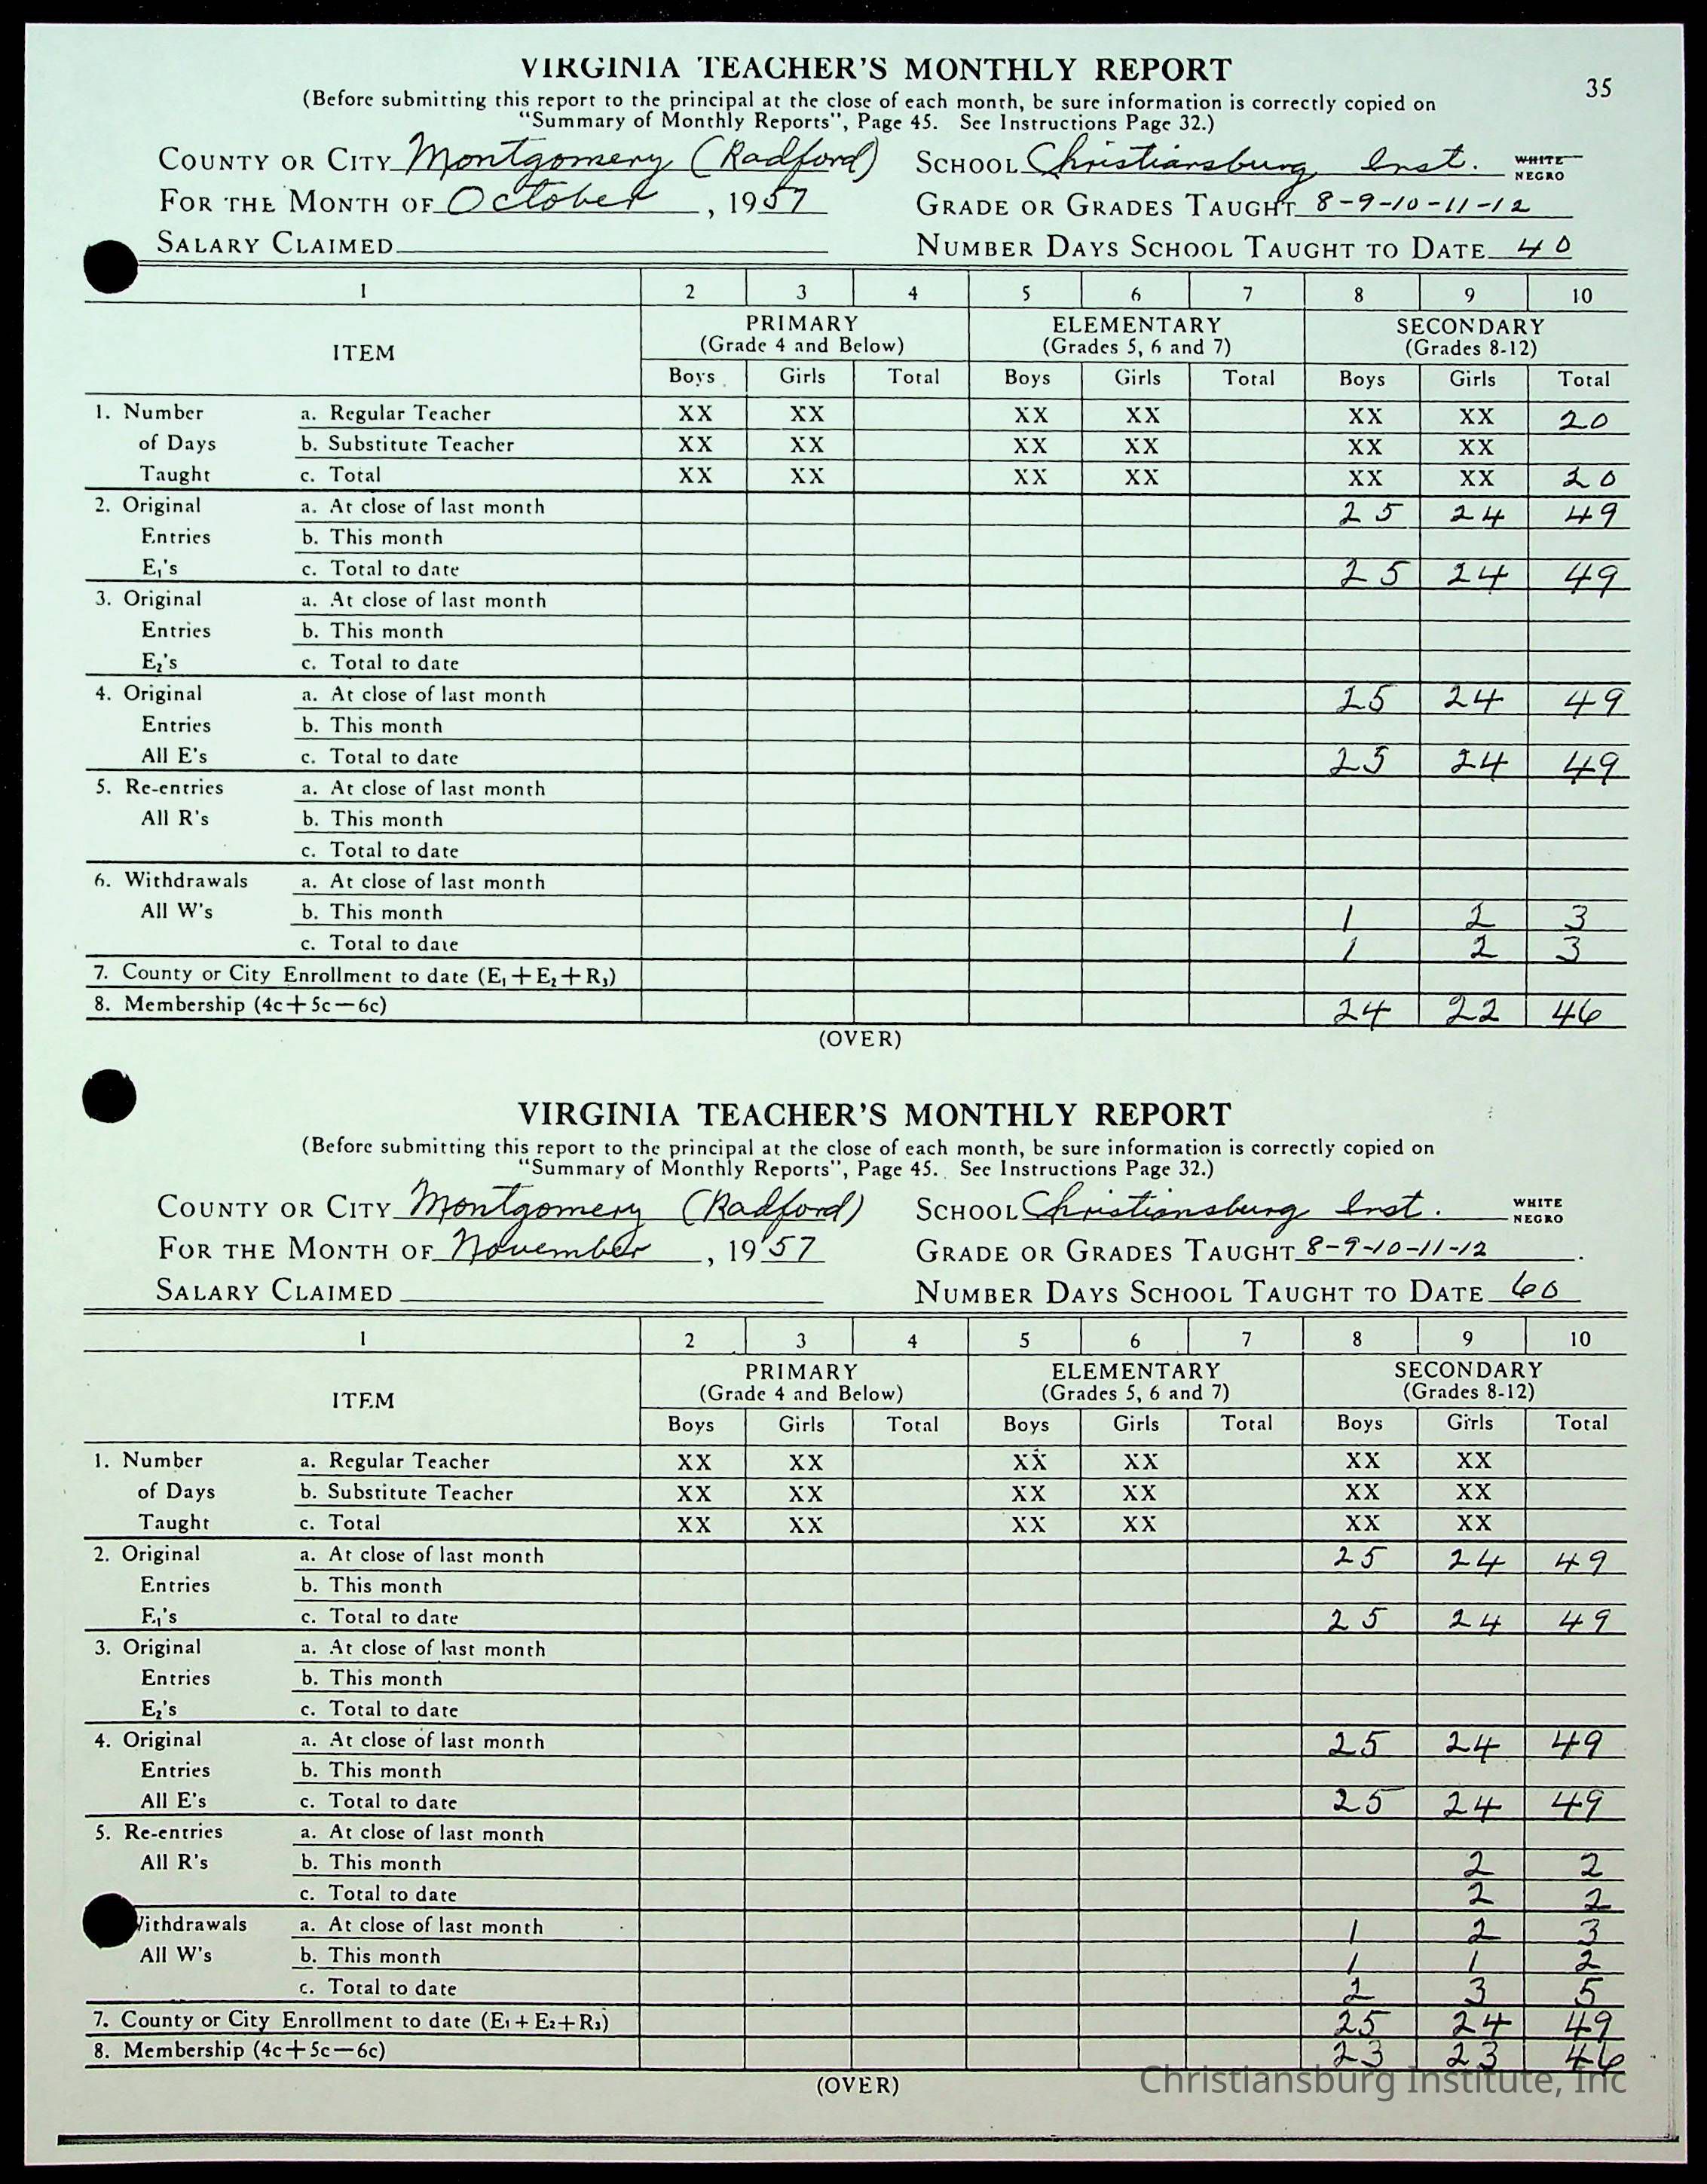 VIRGINIA TEACHER'S MONTHLY REPORT
35
(Before submitting this report to the principal at the close of each month, be sure information is correctly copied on
"Summary of Monthly Reports", Page 45. See Instructions Page 32.)
COUNTY OR CITY Montgomery (Radford) SCHOOL Christiansburg Inst. WHITE NEGRO
FOR THE MONTH OF October, 1957 GRADE OR GRADES TAUGHT 8-9-10-11-12
SALARY CLAIMED NUMBER DAYS SCHOOL TAUGHT TO DATE 40
1 2 3 4 5 6 7 8 9 10
ITEM PRIMARY (Grade 4 and Below) ELEMENTARY (Grades 5, 6 and 7) SECONDARY (Grades 8-12)
Boys Girls Total Boys Girls Total Boys Girls Total
1. Number a. Regular Teacher XX XX XX XX XX XX 20
of Days b. Substitute Teacher XX XX XX XX XX XX
Taught c. Total XX XX XX XX XX XX 20
2. Original a. At close of last month 25 24 49
Entries b. This month
E₁'s c. Total to date 25 24 49
3. Original a. At close of last month
Entries b. This month
E₂'s c. Total to date
4. Original a. At close of last month 25 24 49
Entries b. This month
All E's c. Total to date 25 24 49
5. Re-entries a. At close of last month
All R's b. This month
c. Total to date
6. Withdrawals a. At close of last month
All W's b. This month 1 2 3
c. Total to date 1 2 3
7. County or City Enrollment to date (E₁+E₂+R₃)
8. Membership (4c+5c—6c) 24 22 46
(OVER)
VIRGINIA TEACHER'S MONTHLY REPORT
(Before submitting this report to the principal at the close of each month, be sure information is correctly copied on
"Summary of Monthly Reports", Page 45. See Instructions Page 32.)
COUNTY OR CITY Montgomery (Radford) SCHOOL Christiansburg Inst. WHITE NEGRO
FOR THE MONTH OF November, 19'57 GRADE OR GRADES TAUGHT 8-9-10-11-12
SALARY CLAIMED NUMBER DAYS SCHOOL TAUGHT TO DATE 60
1 2 3 4 5 6 7 8 9 10
ITEM PRIMARY (Grade 4 and Below) ELEMENTARY (Grades 5, 6 and 7) SECONDARY (Grades 8-12)
Boys Girls Total Boys Girls Total Boys Girls Total
1. Number a. Regular Teacher XX XX XX XX XX XX
of Days b. Substitute Teacher XX XX XX XX XX XX
Taught c. Total XX XX XX XX XX XX
2. Original a. At close of last month 25 24 49
Entries b. This month
E₁'s c. Total to date 25 24 49
3. Original a. At close of last month
Entries b. This month
E₂'s c. Total to date
4. Original a. At close of last month 25 24 49
Entries b. This month
All E's c. Total to date 25 24 49
5. Re-entries a. At close of last month
All R's b. This month 2 2
c. Total to date 2 2
Withdrawals a. At close of last month 1 2 3
All W's b. This month 1 1 2
c. Total to date 2 3 5
7. County or City Enrollment to date (E₁+E₂+R₃) 25 24 49
8. Membership (4c+5c—6c) 23 23 46
(OVER)
Christiansburg Institute, Inc